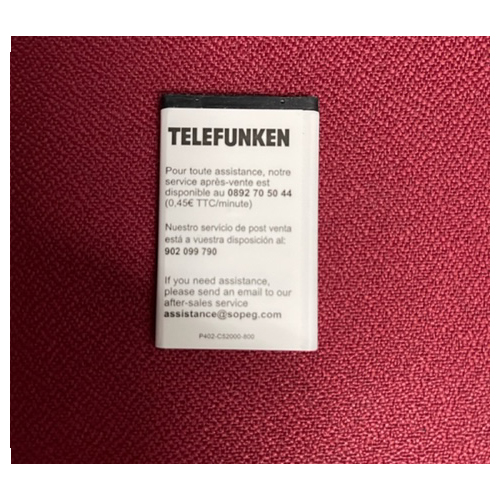 TELEFUNKEN
Pour toute assistance, notre
service après-vente est
disponible au 0892 70 50 44
(0,45€ TTC/minute)
Nuestro servicio de post venta
está a vuestra disposición al:
902 099 790
If you need assistance,
please send an email to our
after-sales service
assistance@sopeg.com
P402-C52000-600